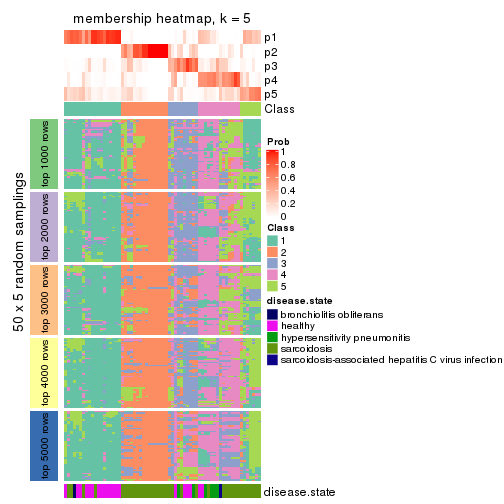 membership heatmap, k = 5
p1
p2
p3
p4
p5
Class
50 x 5 random samplings
top 1000 rows
top 2000 rows
top 3000 rows
top 4000 rows
top 5000 rows
disease.state
Prob
1
0.8
0.6
0.4
0.2
0
Class
1
2
3
4
5
disease.state
bronchiolitis obliterans
healthy
hypersensitivity pneumonitis
sarcoidosis
sarcoidosis-associated hepatitis C virus infection